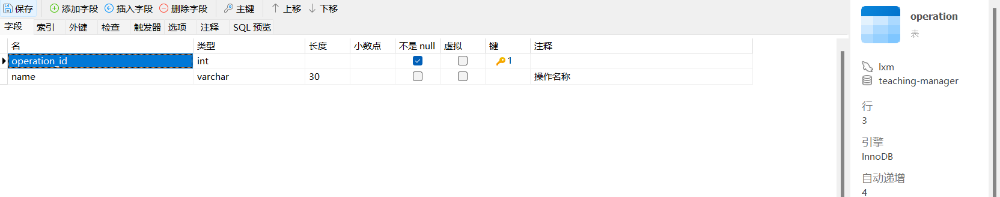 保存 添加字段 插入字段 删除字段 主键 上移 下移
字段 索引 外键 检查 触发器 选项 注释 SQL 预览
名 类型 长度 小数点 不是 null 虚拟 键 注释
operation_id int 1
name varchar 30 操作名称
operation
表
lxm
teaching-manager
行
3
引擎
InnoDB
自动递增
4